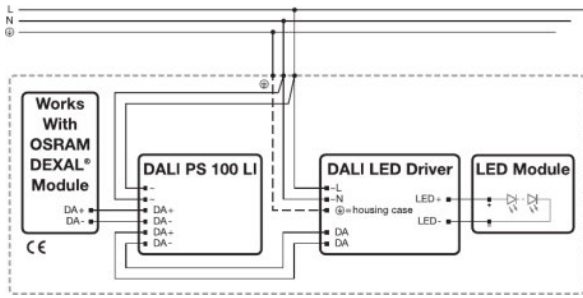 L
N
Works
With
OSRAM
DEXAL®
Module
DA+
DA-
CE
DALI PS 100 LI
~
~
DA+
DA-
DA+
DA-
DALI LED Driver
~L
~N
=housing case
DA
DA
LED+
LED-
LED Module
+
-